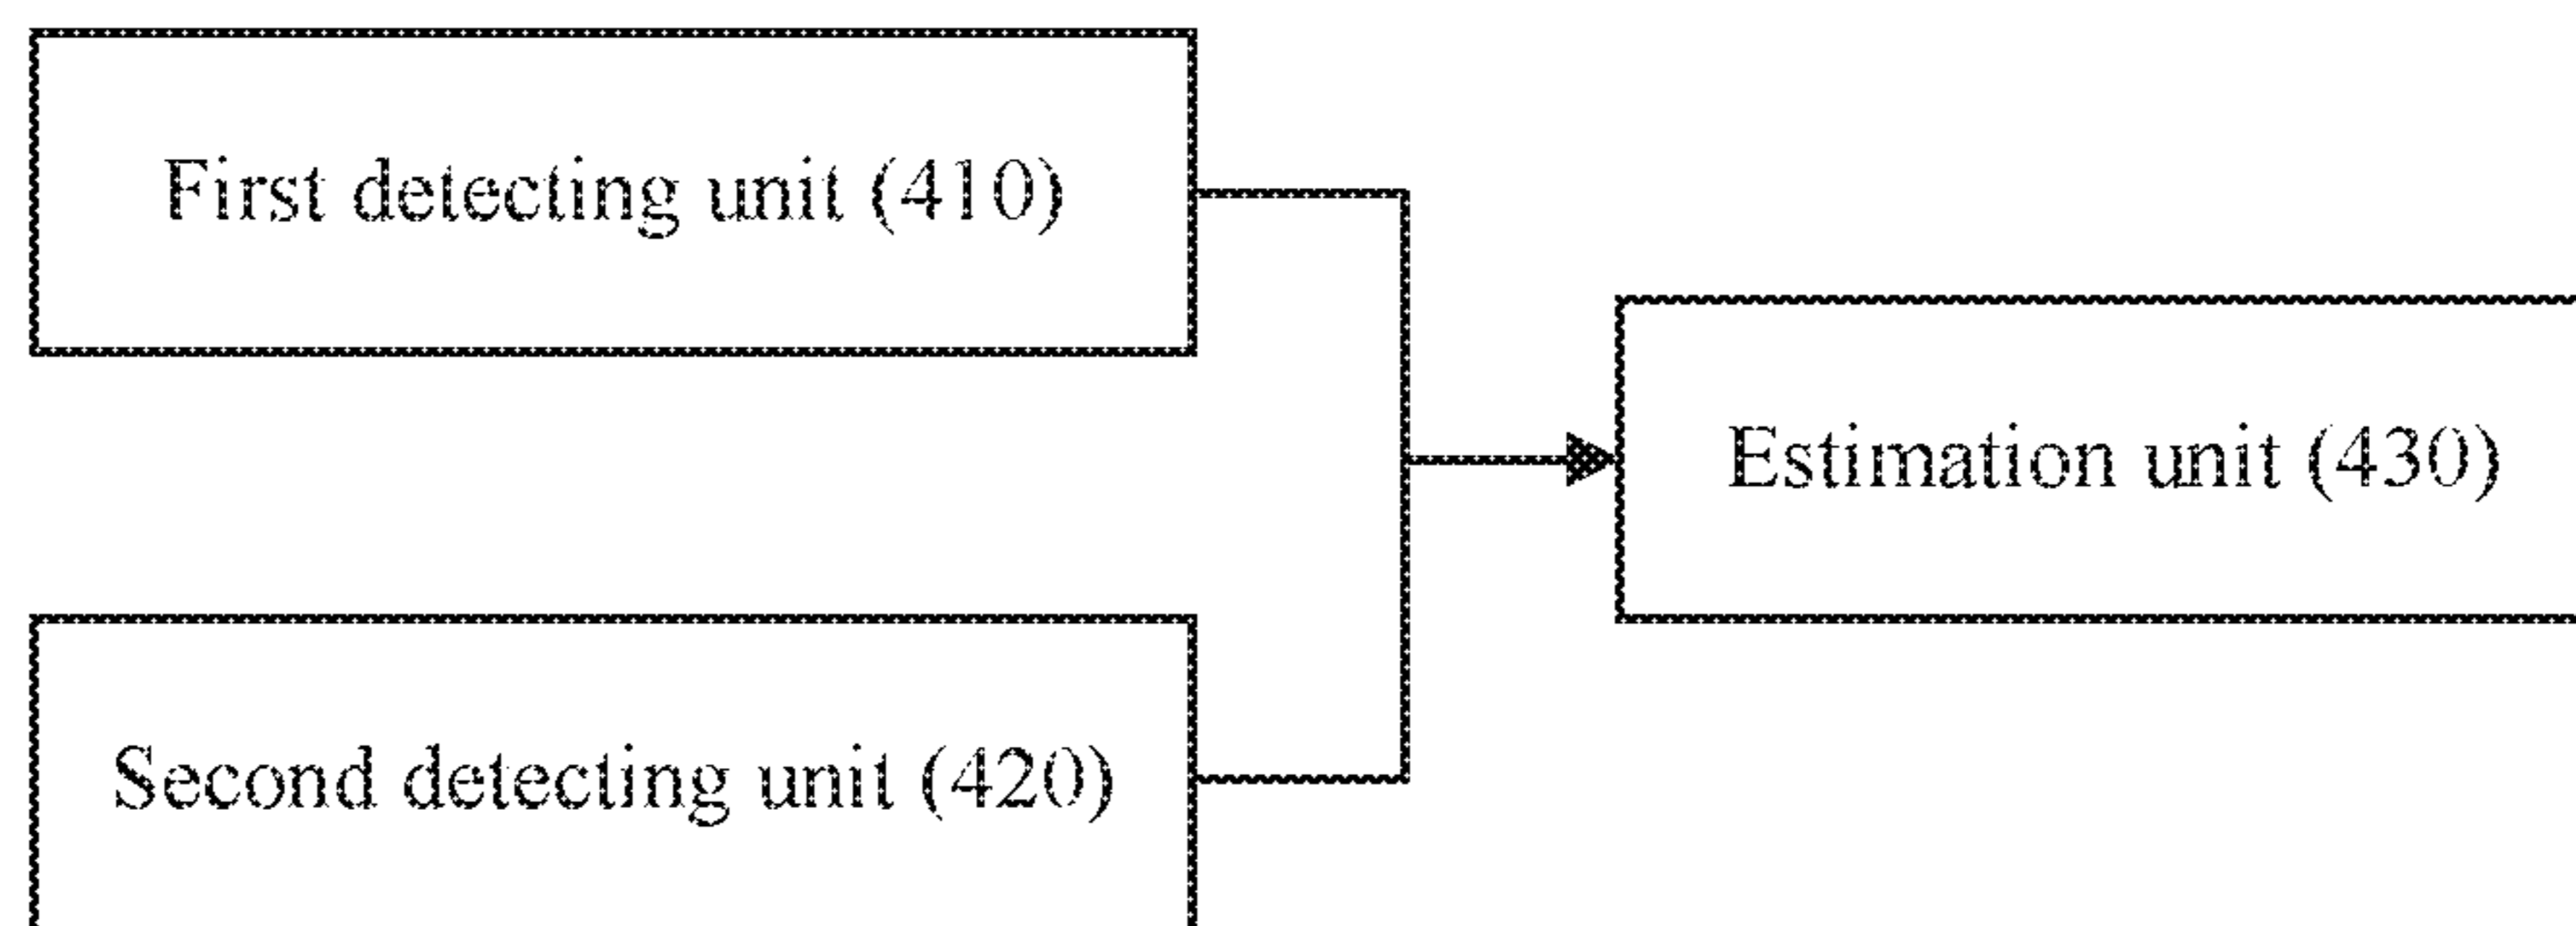 First detecting unit (410)
Estimation unit (430)
Second detecting unit (420)